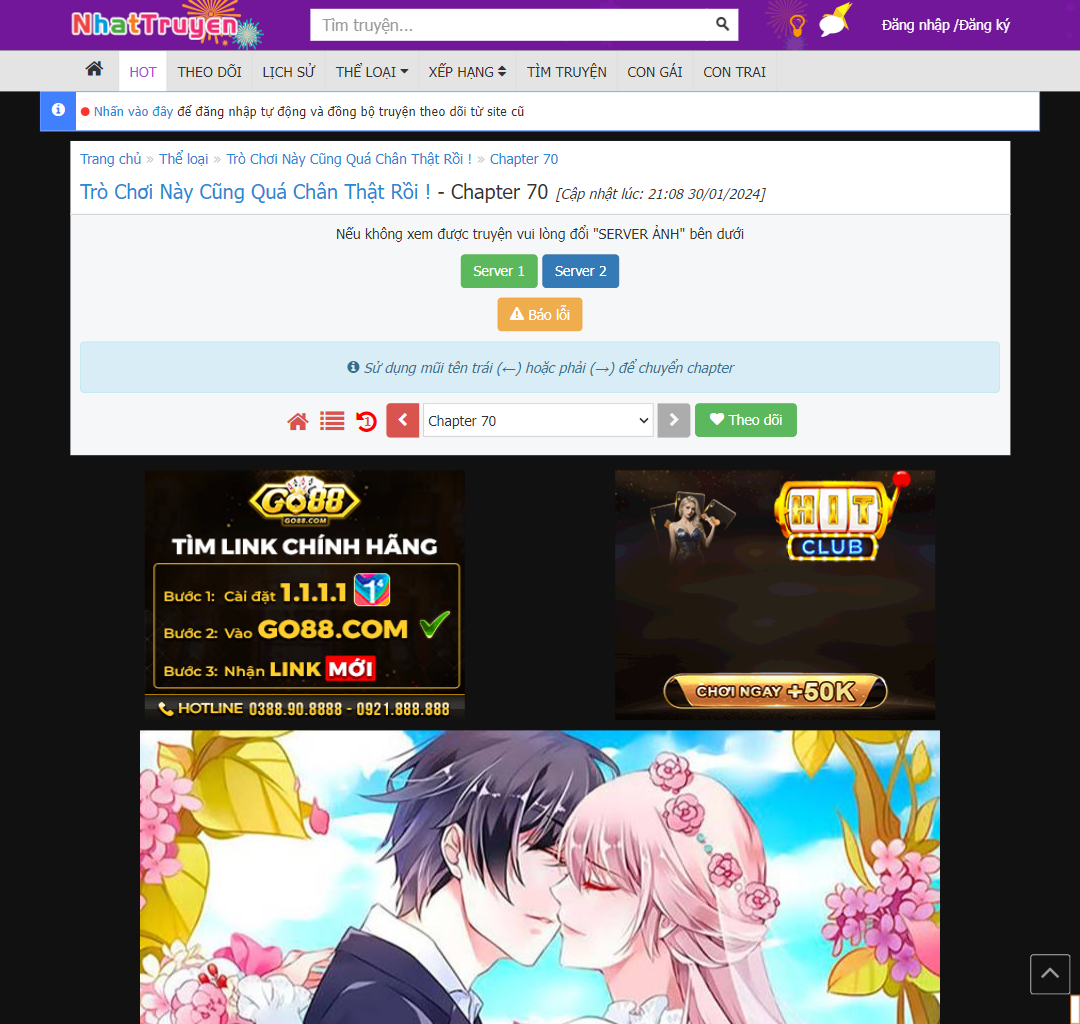 NhatTruyen
Tìm truyện...
Đăng nhập /Đăng ký
HOT THEO DÕI LỊCH SỬ THỂ LOẠI XẾP HẠNG TÌM TRUYỆN CON GÁI CON TRAI
Nhấn vào đây để đăng nhập tự động và đồng bộ truyện theo dõi từ site cũ
Trang chủ » Thể loại » Trò Chơi Này Cũng Quá Chân Thật Rồi ! » Chapter 70
Trò Chơi Này Cũng Quá Chân Thật Rồi ! - Chapter 70 [Cập nhật lúc: 21:08 30/01/2024]
Nếu không xem được truyện vui lòng đổi "SERVER ẢNH" bên dưới
Server 1 Server 2
Báo lỗi
Sử dụng mũi tên trái (←) hoặc phải (→) để chuyển chapter
1 Chapter 70 Theo dõi
GO88
GO88.COM
TÌM LINK CHÍNH HÃNG
Bước 1: Cài đặt 1.1.1.1 1⁴
Bước 2: Vào GO88.COM
Bước 3: Nhận LINK MỚI
HOTLINE 0388.90.8888 - 0921.888.888
HIT
CLUB
CHƠI NGAY +50K